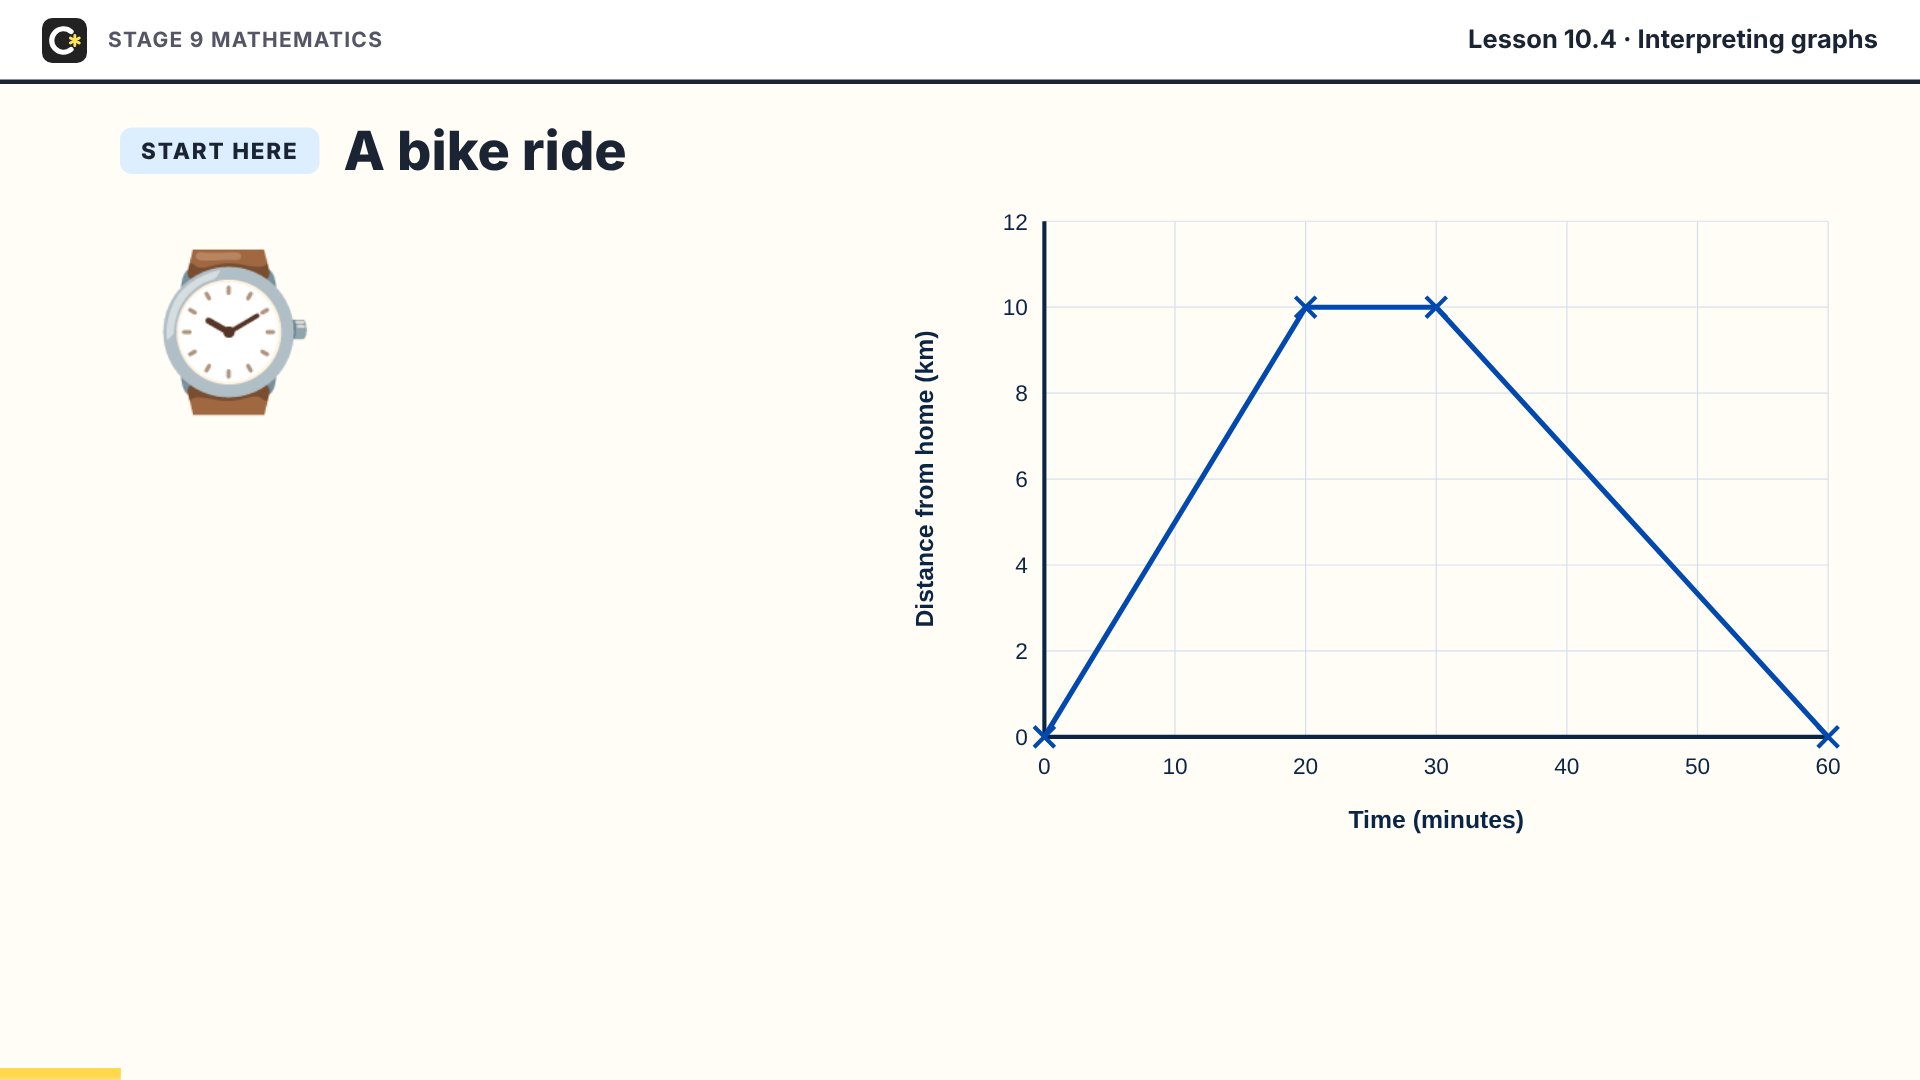 STAGE 9 MATHEMATICS
Lesson 10.4 · Interpreting graphs
START HERE
A bike ride
Distance from home (km)
12
10
8
6
4
2
0
0 10 20 30 40 50 60
Time (minutes)